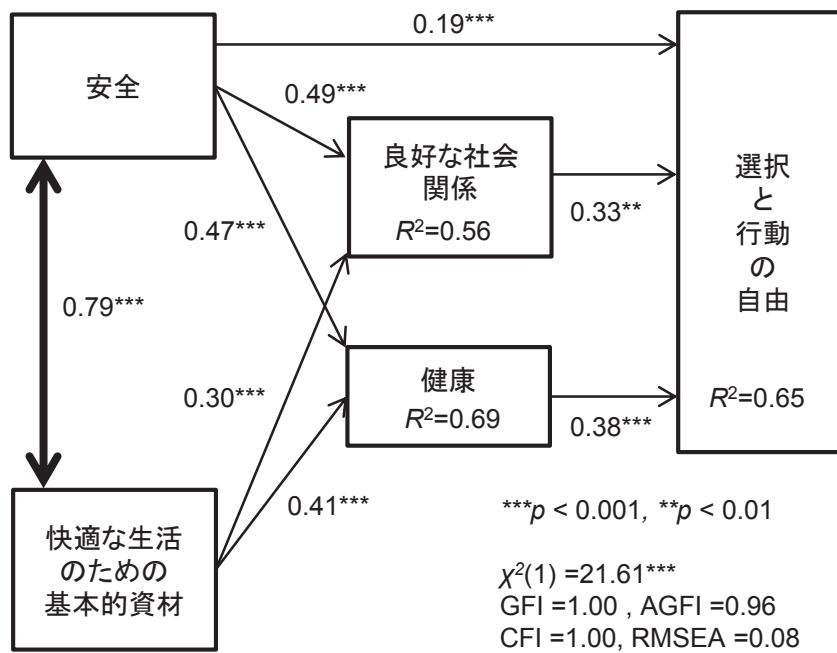 0.19***
安全
0.49***
良好な社会
関係
R²=0.56
0.33**
選択
と
行動
の
自由
R²=0.65
0.47***
0.79***
健康
R²=0.69
0.30***
0.38***
0.41***
快適な生活
のための
基本的資材
***p < 0.001, **p < 0.01
χ²(1) =21.61***
GFI =1.00 , AGFI =0.96
CFI =1.00, RMSEA =0.08